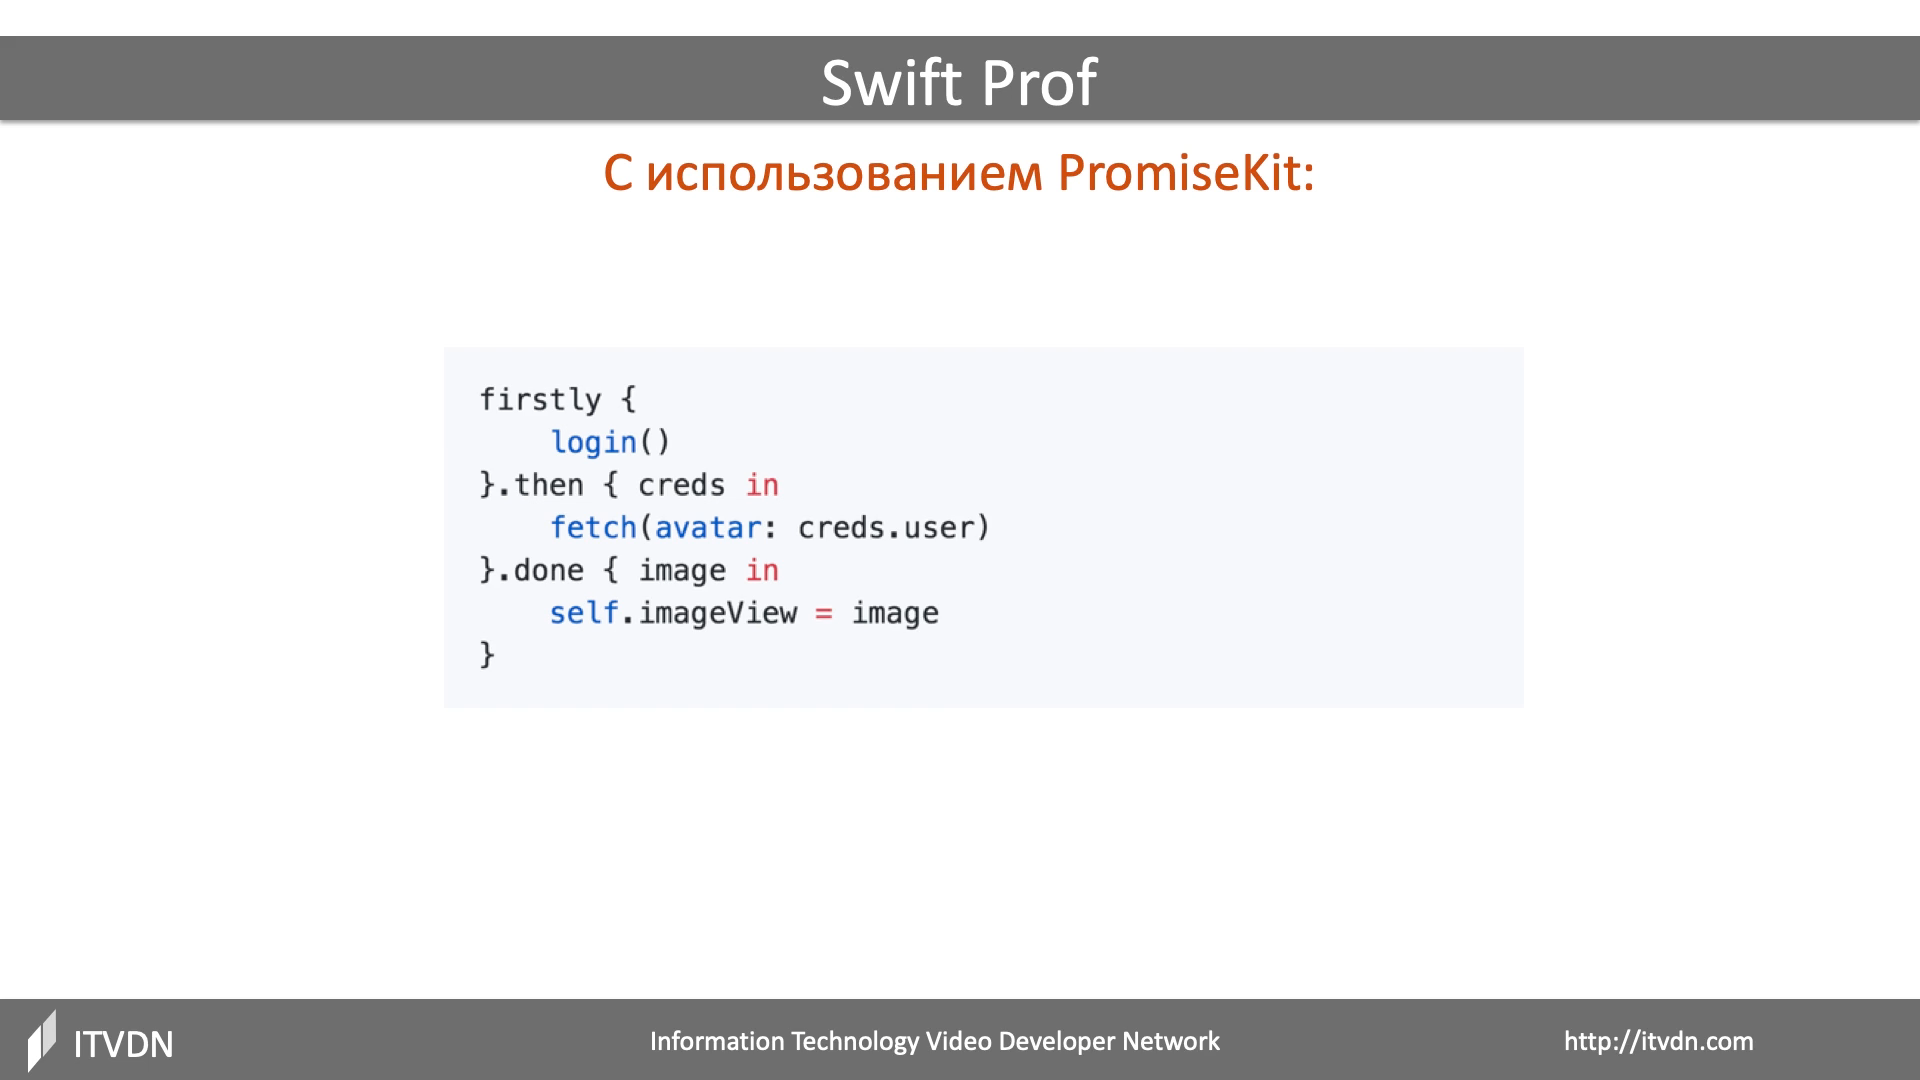 Swift Prof
С использованием PromiseKit:
firstly {
    login()
}.then { creds in
    fetch(avatar: creds.user)
}.done { image in
    self.imageView = image
}
ITVDN
Information Technology Video Developer Network
http://itvdn.com